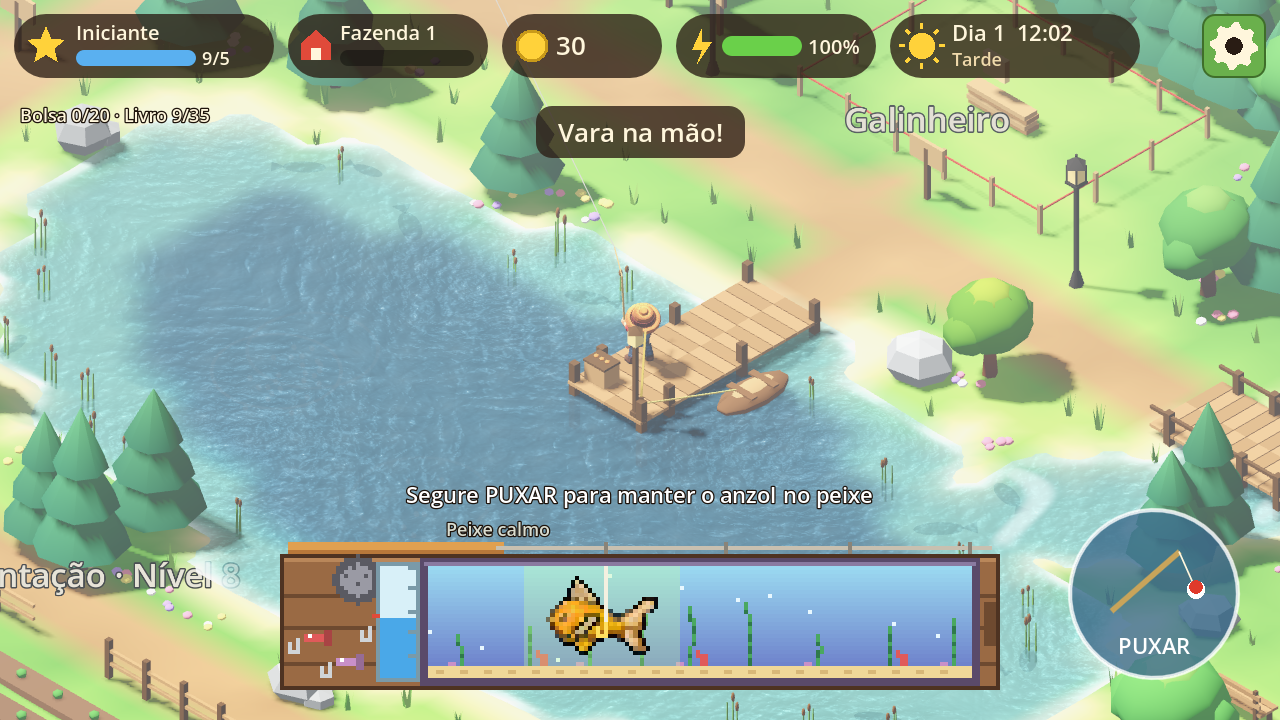 Iniciante
9/5
Fazenda 1
30
100%
Dia 1 12:02
Tarde
Bolsa 0/20 · Livro 9/35
Vara na mão!
Galinheiro
Segure PUXAR para manter o anzol no peixe
Peixe calmo
ntação · Nível 8
PUXAR